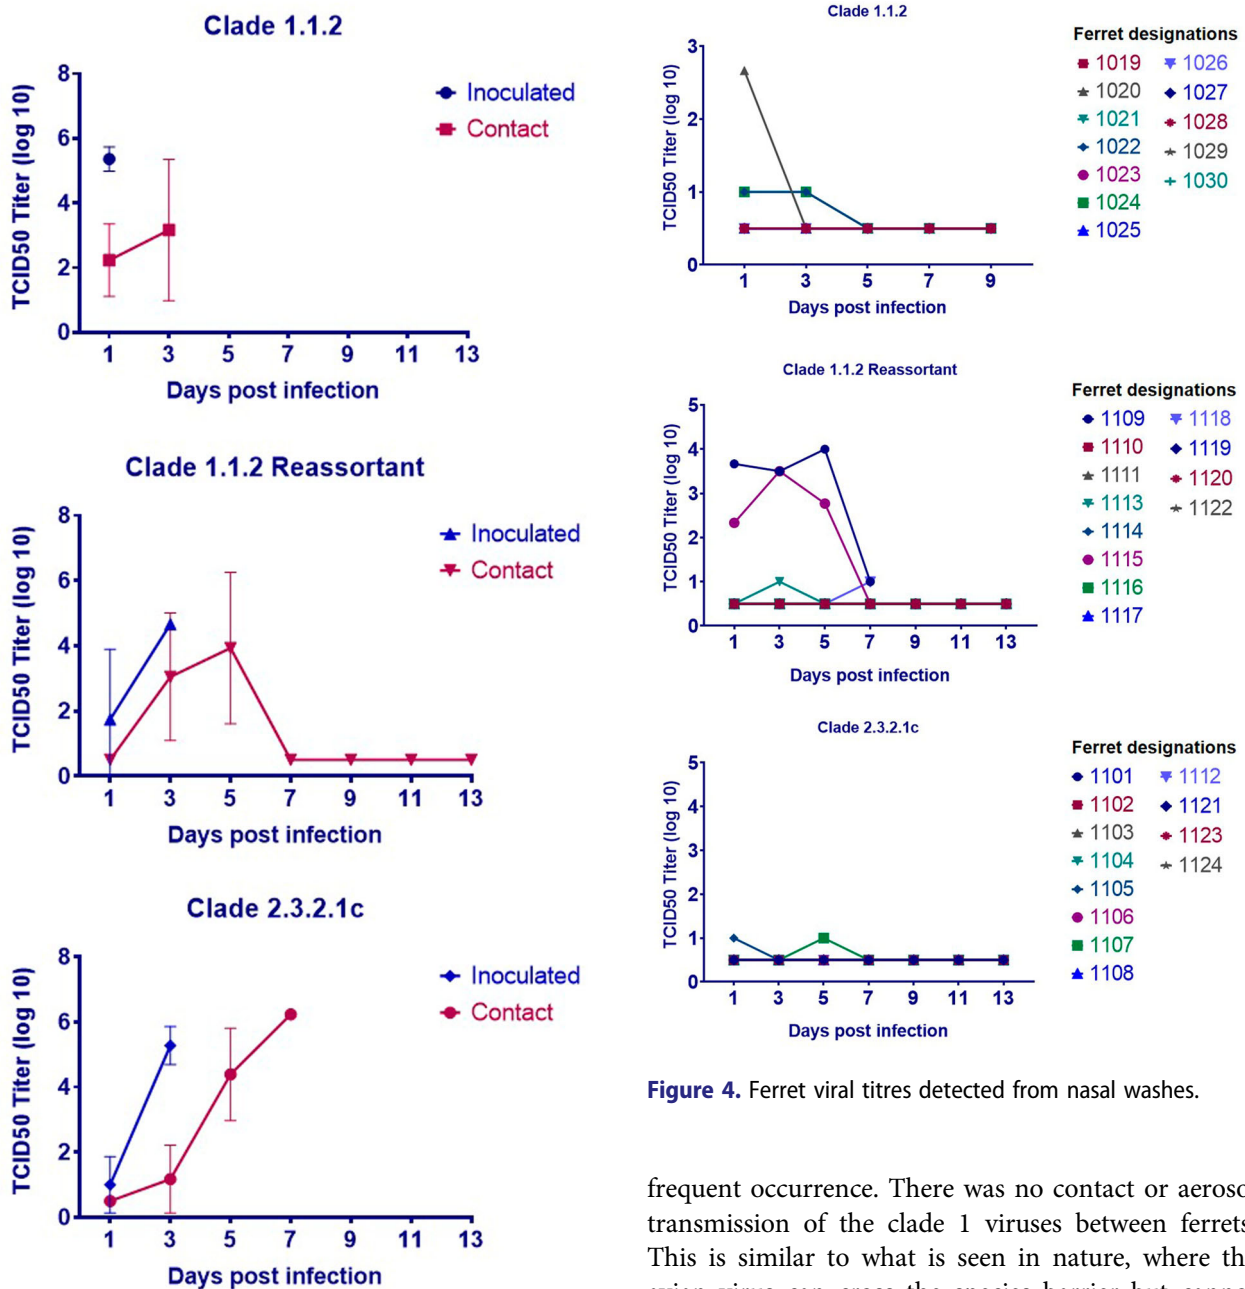 Clade 1.1.2
TCID50 Titer (log 10)
8
6
4
2
0
1 3 5 7 9 11 13
Days post infection
Inoculated
Contact
Clade 1.1.2 Reassortant
TCID50 Titer (log 10)
8
6
4
2
0
1 3 5 7 9 11 13
Days post infection
Inoculated
Contact
Clade 2.3.2.1c
TCID50 Titer (log 10)
8
6
4
2
0
1 3 5 7 9 11 13
Days post infection
Inoculated
Contact
Clade 1.1.2
TCID50 Titer (log 10)
3
2
1
0
1 3 5 7 9
Days post infection
Ferret designations
1019 1026
1020 1027
1021 1028
1022 1029
1023 1030
1024
1025
Clade 1.1.2 Reassortant
TCID50 Titer (log 10)
5
4
3
2
1
0
1 3 5 7 9 11 13
Days post infection
Ferret designations
1109 1118
1110 1119
1111 1120
1113 1122
1114
1115
1116
1117
Clade 2.3.2.1c
TCID50 Titer (log 10)
5
4
3
2
1
0
1 3 5 7 9 11 13
Days post infection
Ferret designations
1101 1112
1102 1121
1103 1123
1104 1124
1105
1106
1107
1108
Figure 4. Ferret viral titres detected from nasal washes.
frequent occurrence. There was no contact or aeroso
transmission of the clade 1 viruses between ferrets
This is similar to what is seen in nature, where th